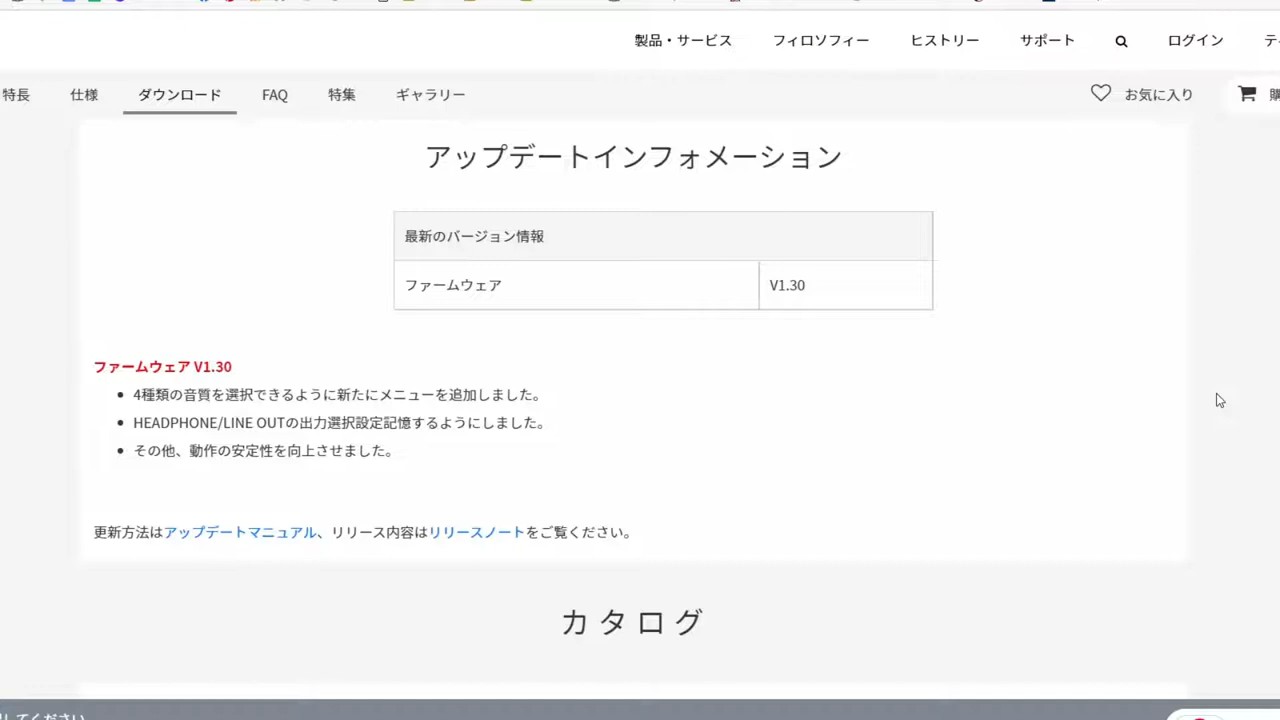 製品・サービス フィロソフィー ヒストリー サポート ログイン
特長 仕様 ダウンロード FAQ 特集 ギャラリー お気に入り
アップデートインフォメーション
最新のバージョン情報
ファームウェア V1.30
ファームウェア V1.30
4種類の音質を選択できるように新たにメニューを追加しました。
HEADPHONE/LINE OUTの出力選択設定記憶するようにしました。
その他、動作の安定性を向上させました。
更新方法はアップデートマニュアル、リリース内容はリリースノートをご覧ください。
カタログ
してください